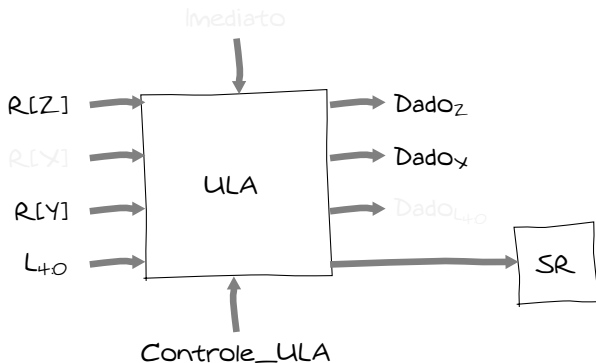 Imediato
R[Z]
Dado_Z
R[X]
ULA
Dado_X
R[Y]
Dado_L4:0
L4:0
SR
Controle_ULA